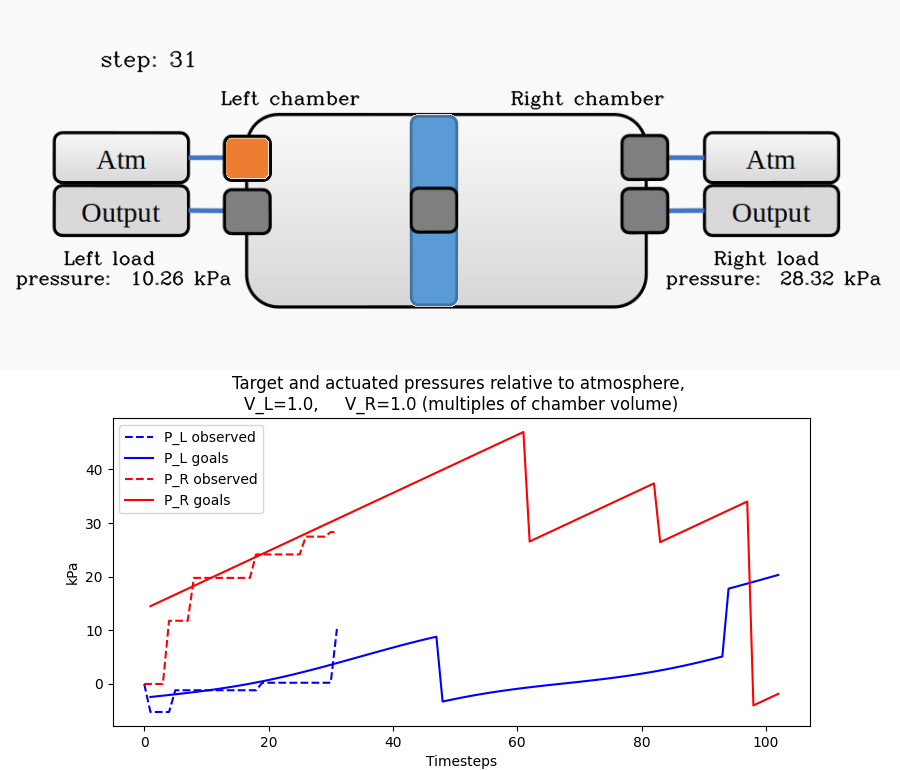 step: 31
Left chamber
Right chamber
Atm
Atm
Output
Output
Left load
pressure: 10.26 kPa
Right load
pressure: 28.32 kPa
Target and actuated pressures relative to atmosphere,
V_L=1.0, V_R=1.0 (multiples of chamber volume)
P_L observed
P_L goals
P_R observed
P_R goals
kPa
40
30
20
10
0
0 20 40 60 80 100
Timesteps